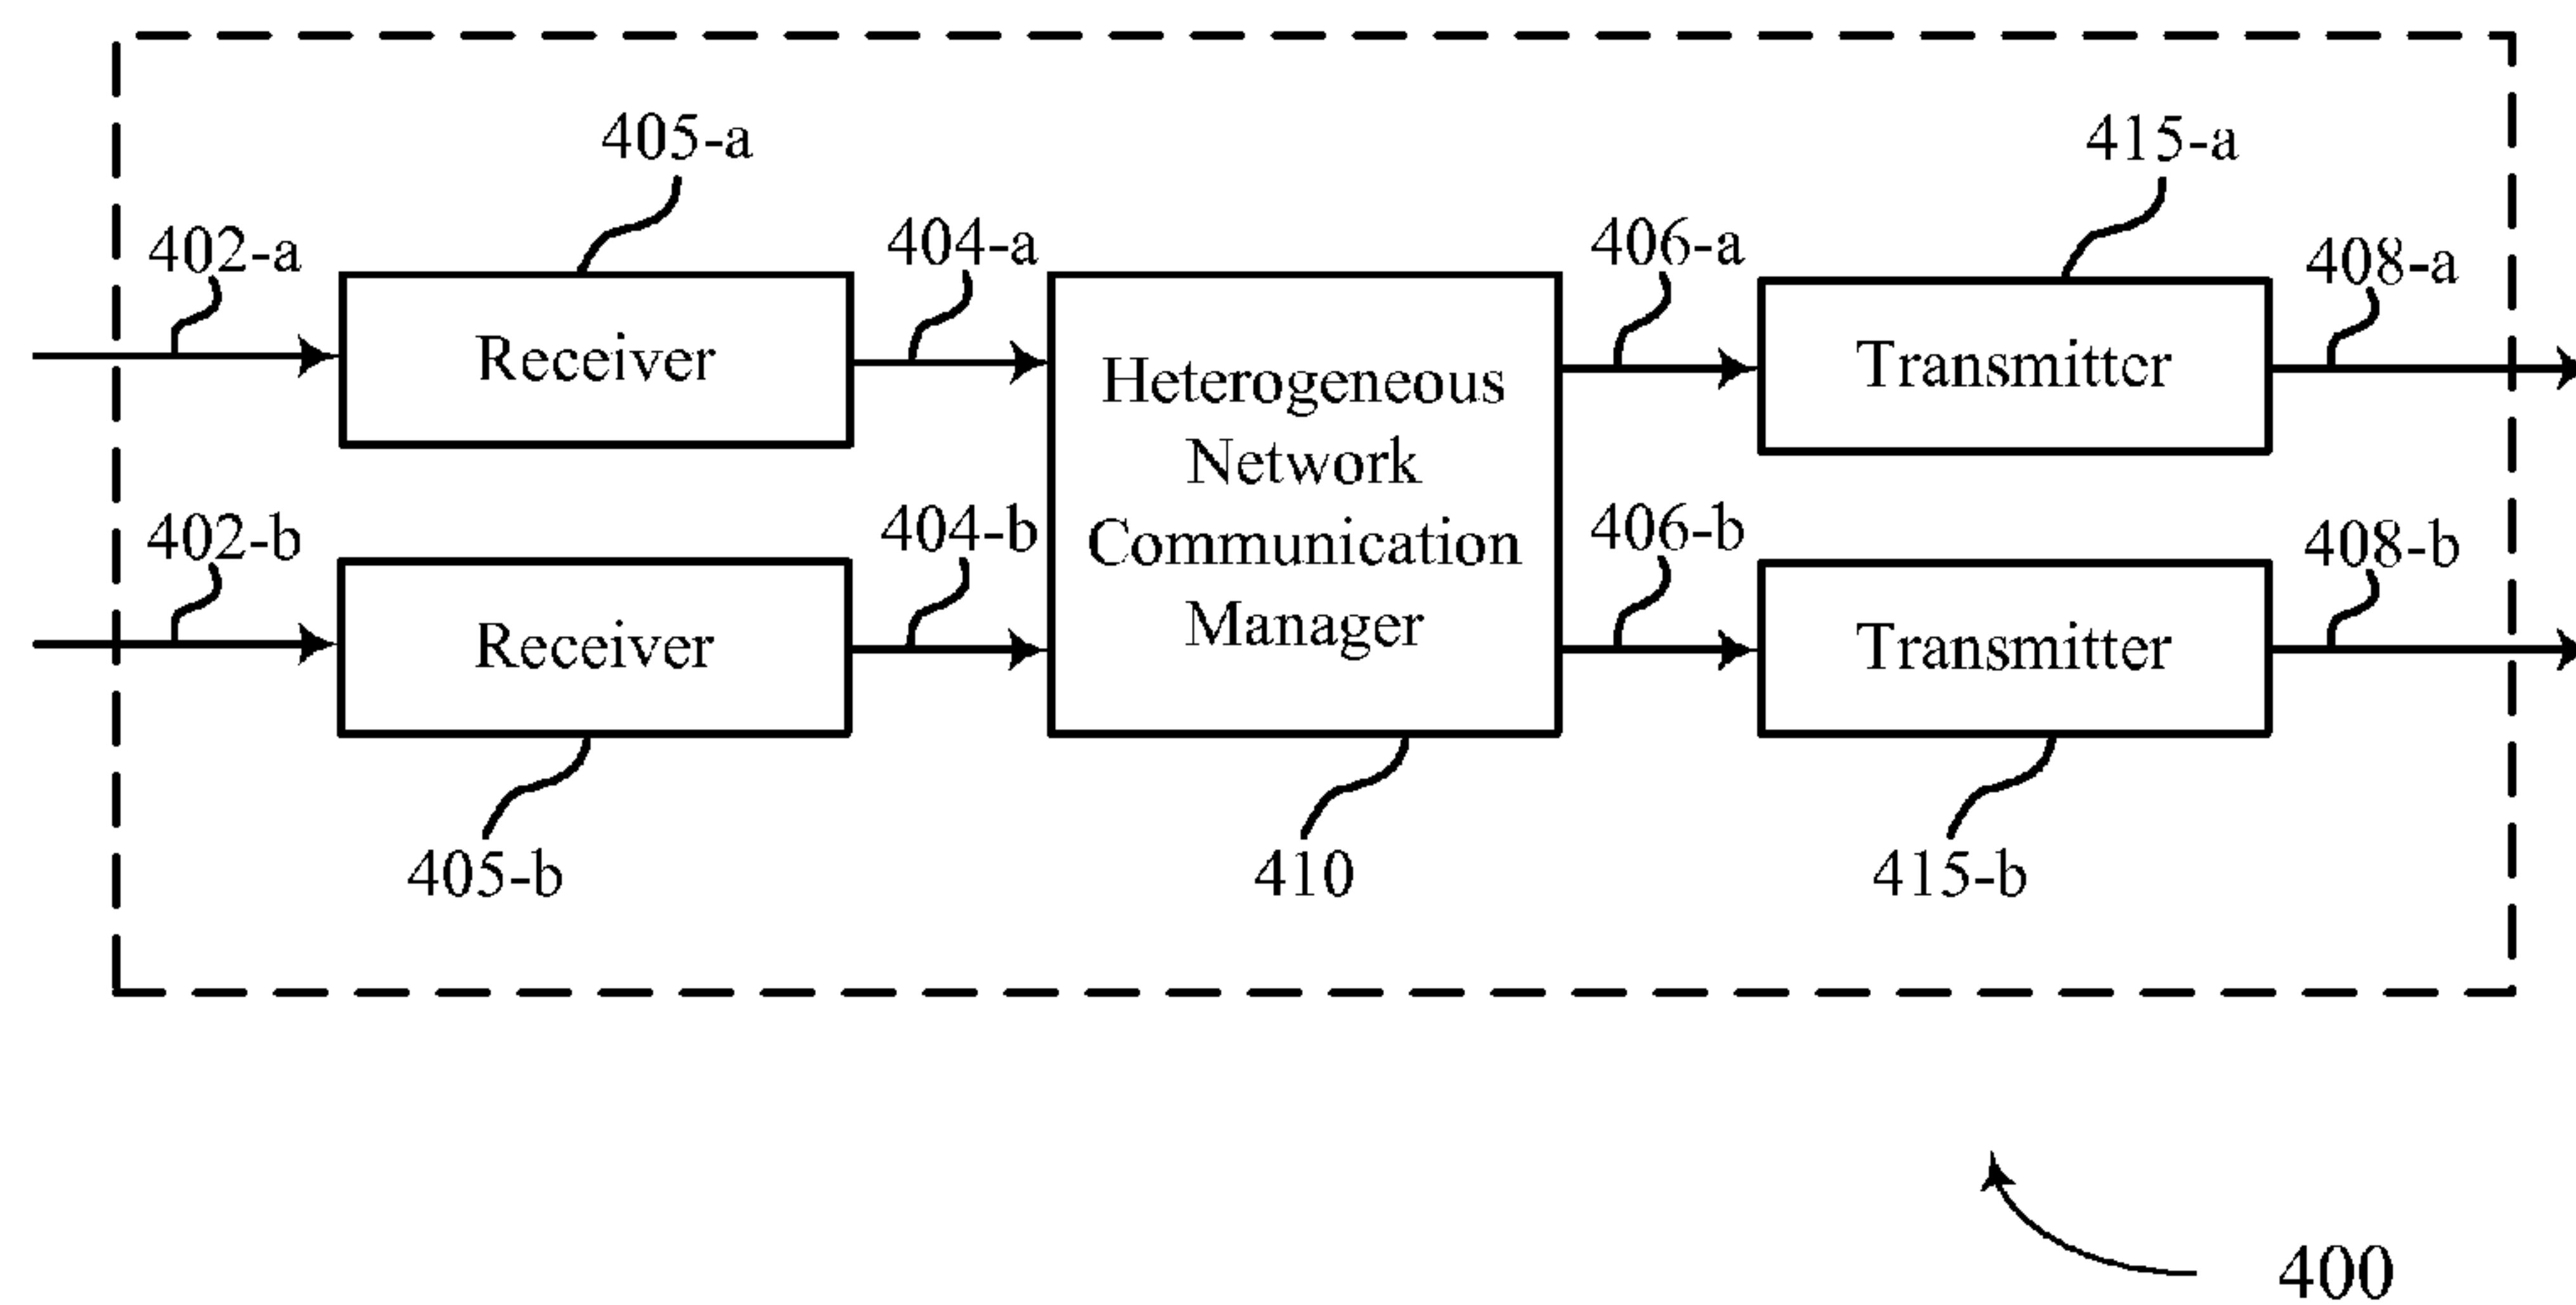 405-a
415-a
402-a
404-a
406-a
408-a
Receiver
Heterogeneous
Network
Communication
Manager
Transmitter
402-b
404-b
406-b
408-b
Receiver
Transmitter
405-b
410
415-b
400